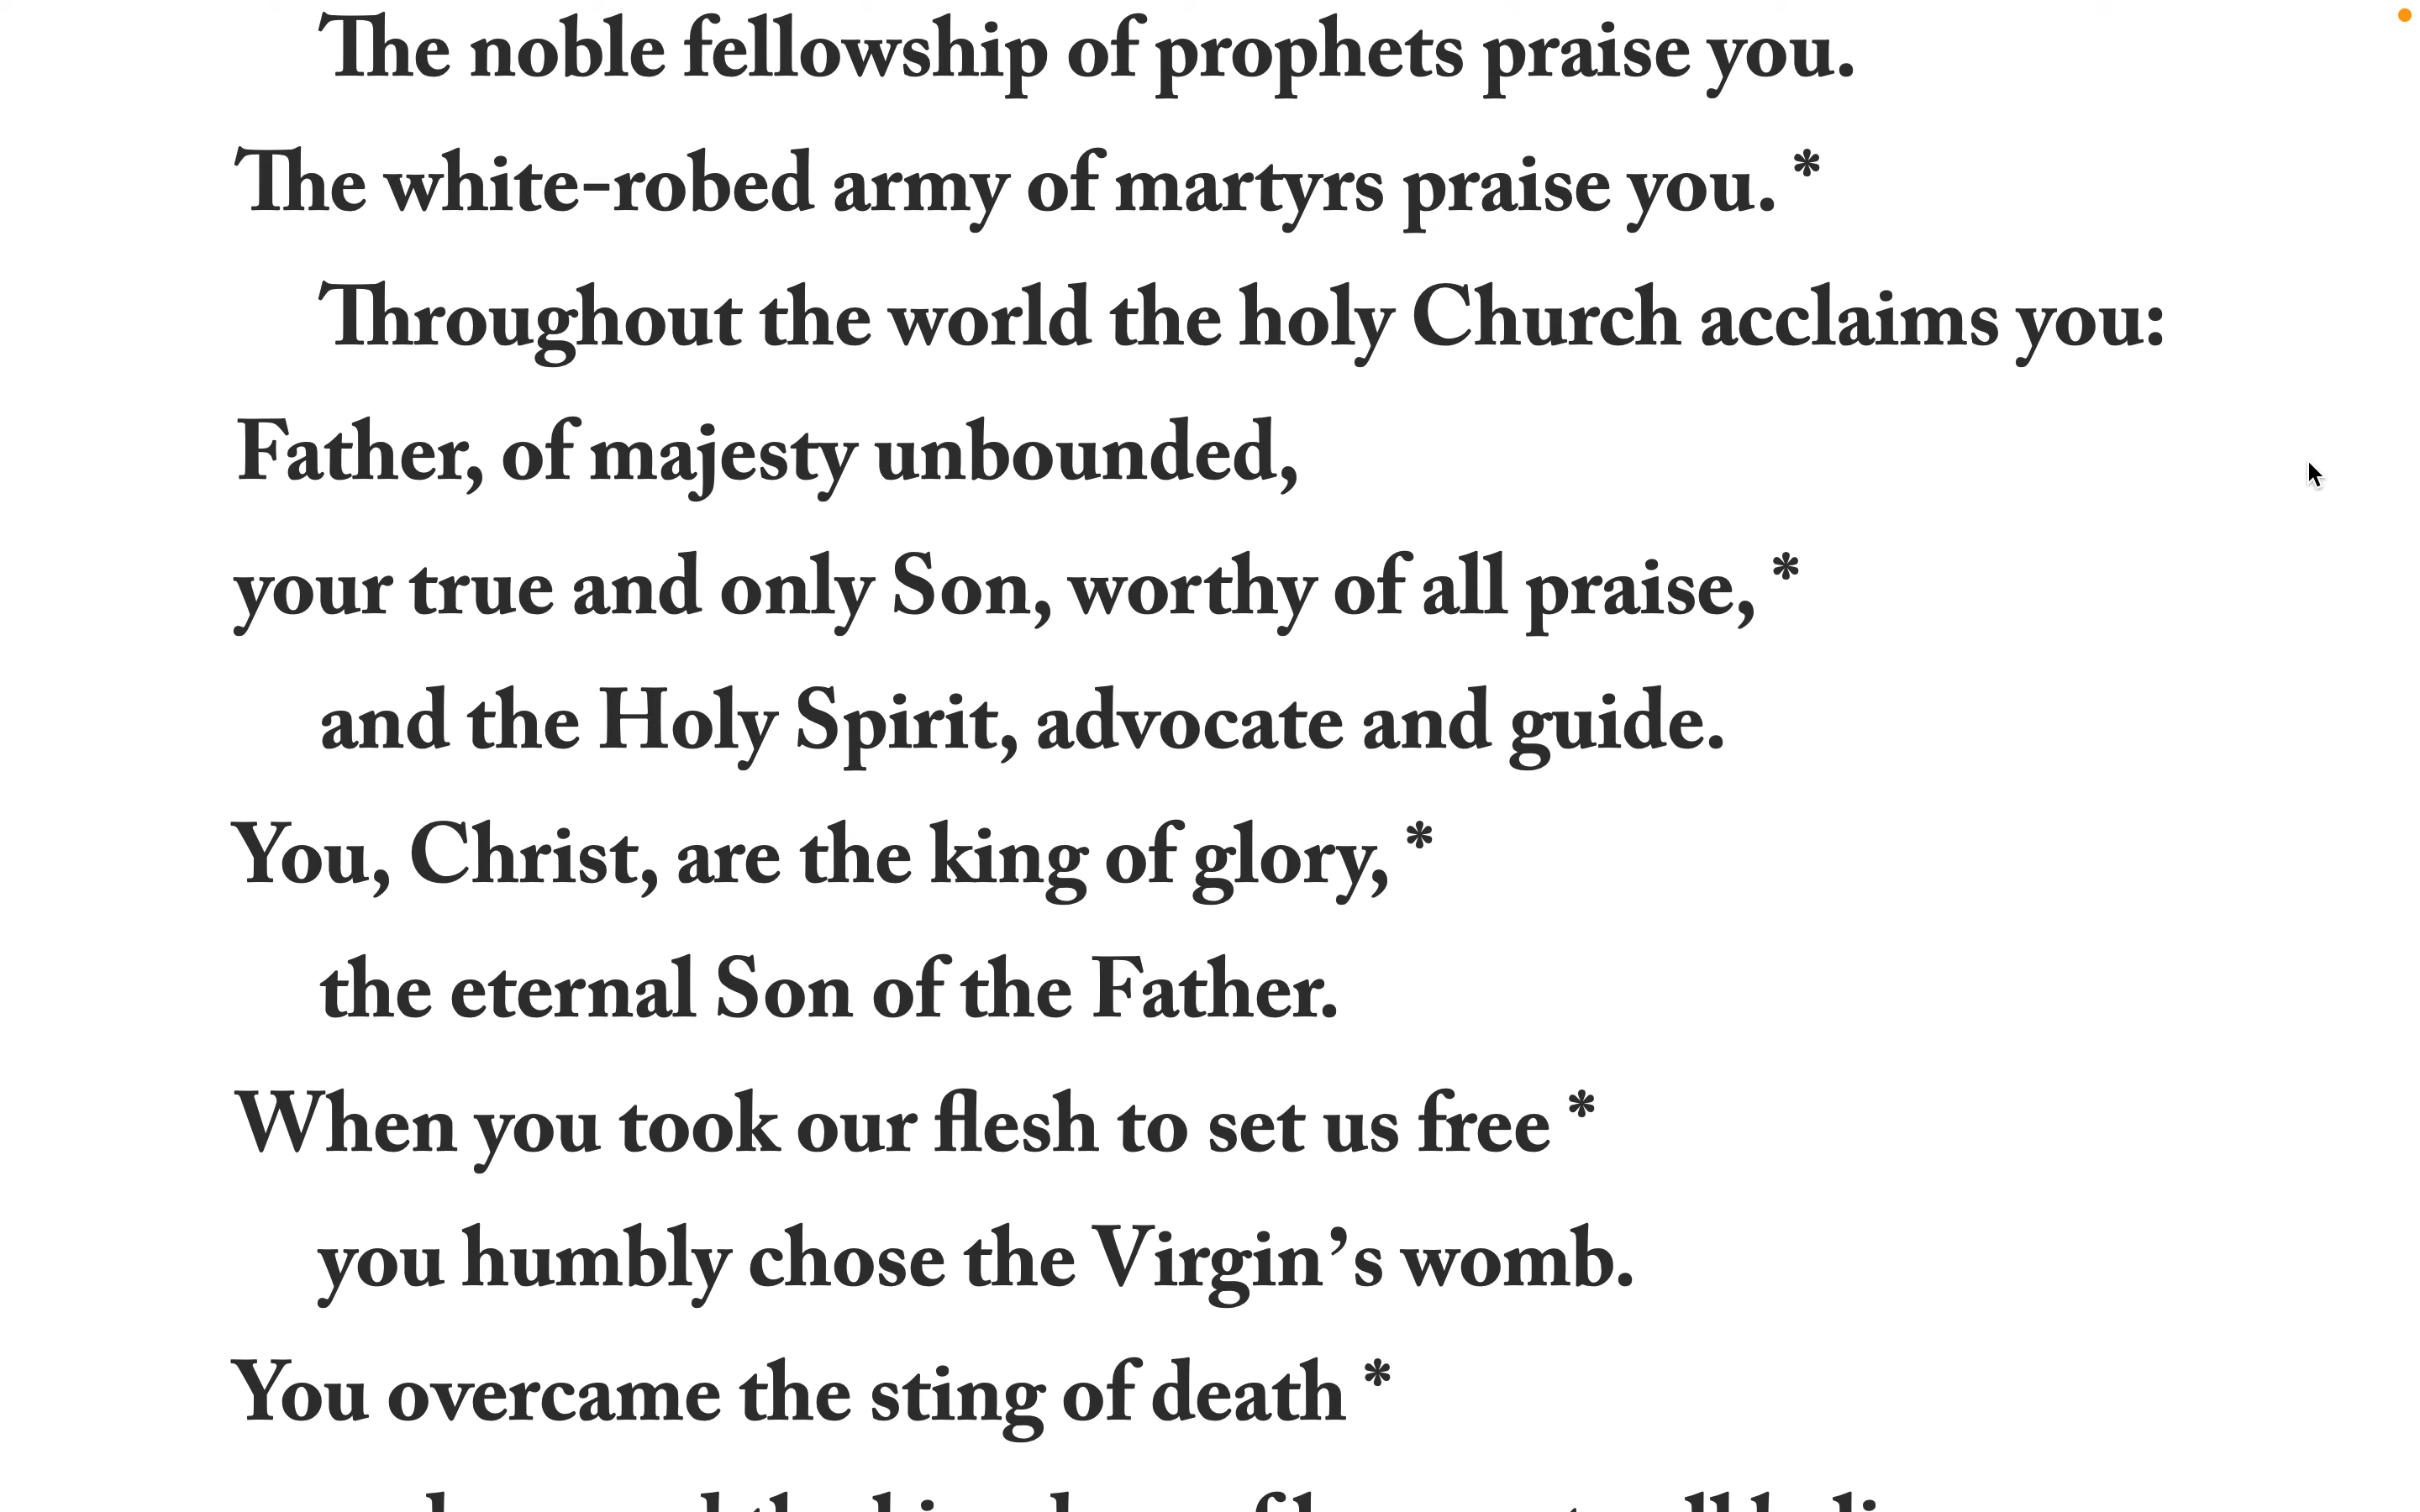 The noble fellowship of prophets praise you.
The white-robed army of martyrs praise you. *
Throughout the world the holy Church acclaims you:
Father, of majesty unbounded,
your true and only Son, worthy of all praise, *
and the Holy Spirit, advocate and guide.
You, Christ, are the king of glory, *
the eternal Son of the Father.
When you took our flesh to set us free *
you humbly chose the Virgin’s womb.
You overcame the sting of death *